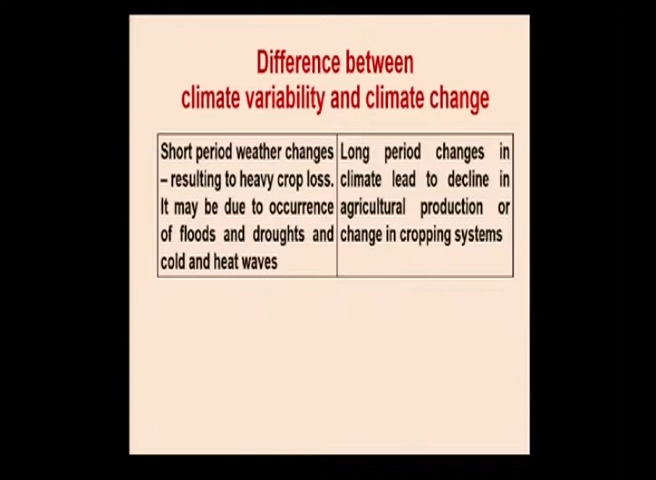 Difference between
climate variability and climate change
Short period weather changes
– resulting to heavy crop loss.
It may be due to occurrence
of floods and droughts and
cold and heat waves
Long period changes in
climate lead to decline in
agricultural production or
change in cropping systems